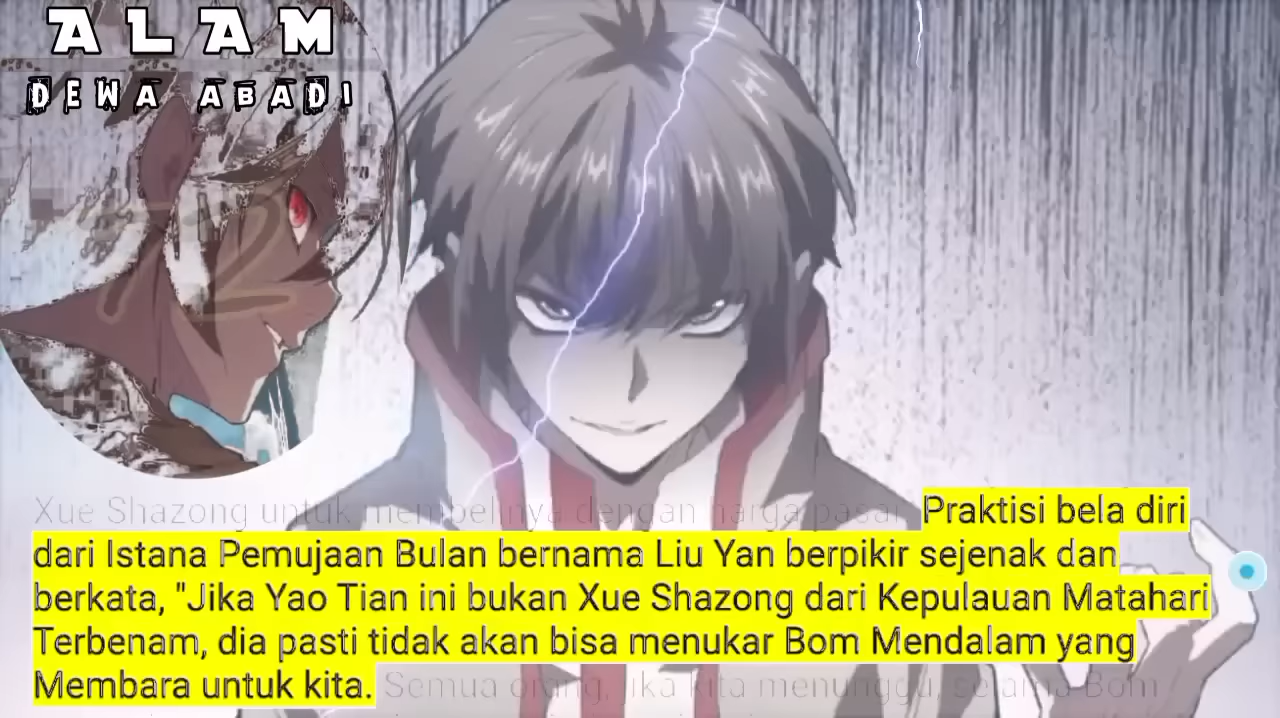 ALAM
DEWA ABADI
Xue Shazong untuk membelinya dengan harga pasar. Praktisi bela diri
dari Istana Pemujaan Bulan bernama Liu Yan berpikir sejenak dan
berkata, "Jika Yao Tian ini bukan Xue Shazong dari Kepulauan Matahari
Terbenam, dia pasti tidak akan bisa menukar Bom Mendalam yang
Membara untuk kita. Semua orang, jika kita menunggu, selama Bom